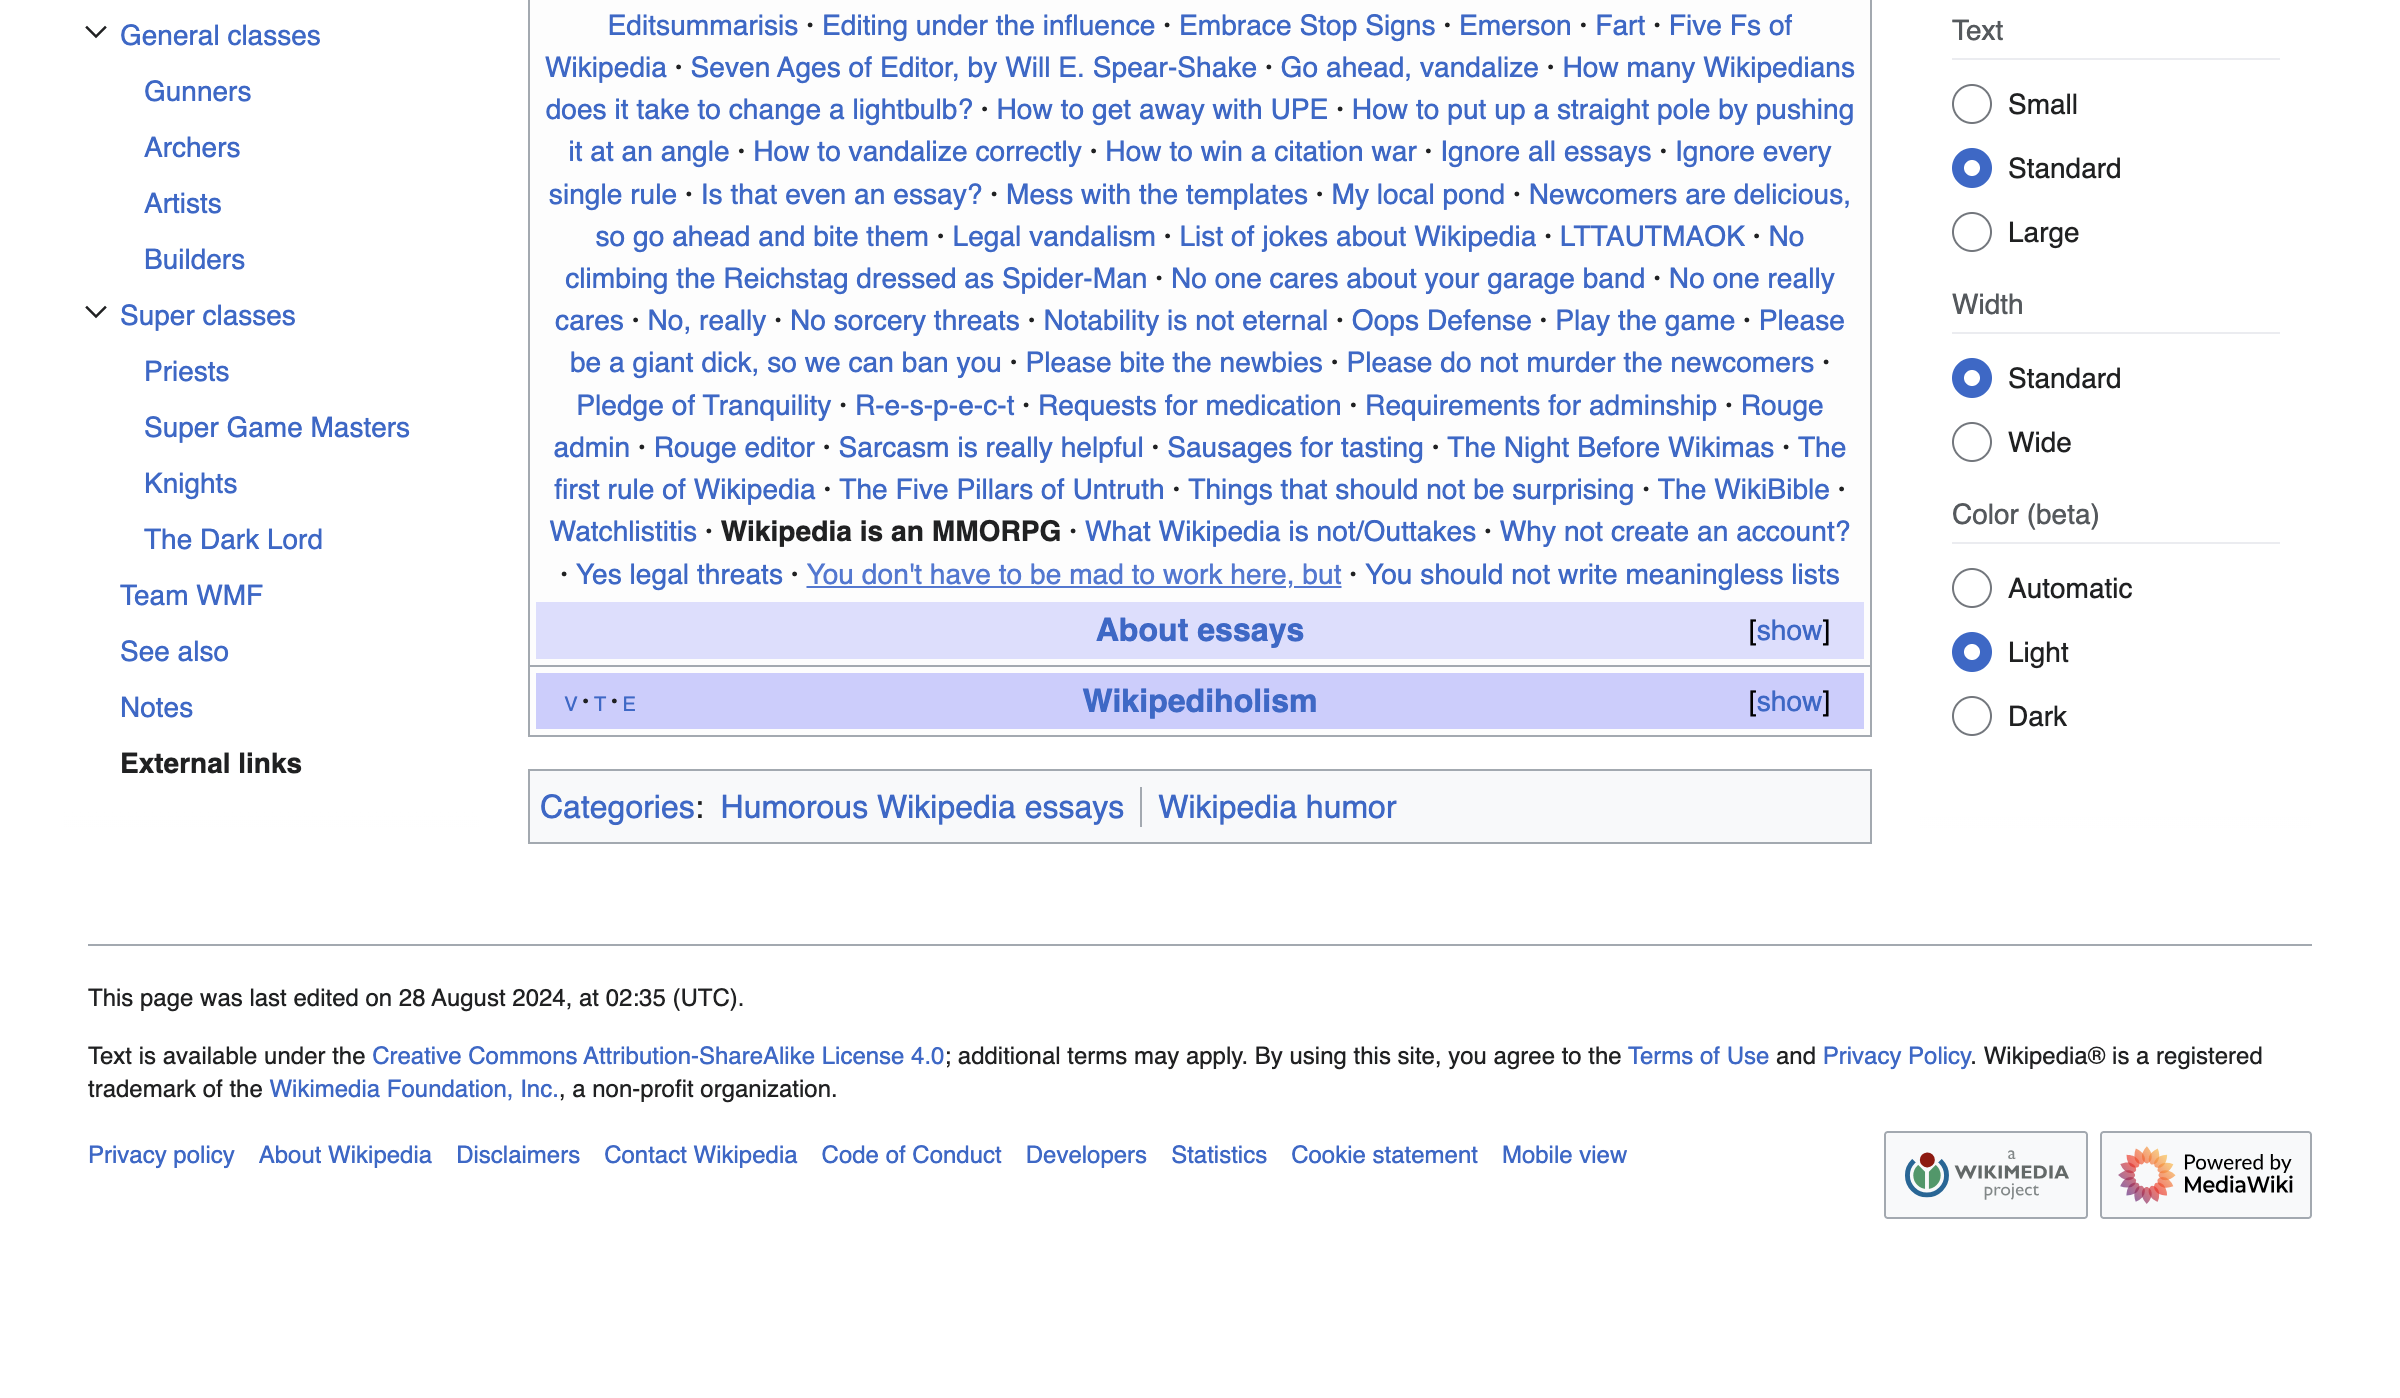 General classes
Gunners
Archers
Artists
Builders
Super classes
Priests
Super Game Masters
Knights
The Dark Lord
Team WMF
See also
Notes
External links
Editsummarisis · Editing under the influence · Embrace Stop Signs · Emerson · Fart · Five Fs of
Wikipedia · Seven Ages of Editor, by Will E. Spear-Shake · Go ahead, vandalize · How many Wikipedians
does it take to change a lightbulb? · How to get away with UPE · How to put up a straight pole by pushing
it at an angle · How to vandalize correctly · How to win a citation war · Ignore all essays · Ignore every
single rule · Is that even an essay? · Mess with the templates · My local pond · Newcomers are delicious,
so go ahead and bite them · Legal vandalism · List of jokes about Wikipedia · LTTAUTMAOK · No
climbing the Reichstag dressed as Spider-Man · No one cares about your garage band · No one really
cares · No, really · No sorcery threats · Notability is not eternal · Oops Defense · Play the game · Please
be a giant dick, so we can ban you · Please bite the newbies · Please do not murder the newcomers ·
Pledge of Tranquility · R-e-s-p-e-c-t · Requests for medication · Requirements for adminship · Rouge
admin · Rouge editor · Sarcasm is really helpful · Sausages for tasting · The Night Before Wikimas · The
first rule of Wikipedia · The Five Pillars of Untruth · Things that should not be surprising · The WikiBible ·
Watchlistitis · Wikipedia is an MMORPG · What Wikipedia is not/Outtakes · Why not create an account?
· Yes legal threats · You don't have to be mad to work here, but · You should not write meaningless lists
About essays [show]
V · T · E Wikipediholism [show]
Categories: Humorous Wikipedia essays | Wikipedia humor
Text
Small
Standard
Large
Width
Standard
Wide
Color (beta)
Automatic
Light
Dark
This page was last edited on 28 August 2024, at 02:35 (UTC).
Text is available under the Creative Commons Attribution-ShareAlike License 4.0; additional terms may apply. By using this site, you agree to the Terms of Use and Privacy Policy. Wikipedia® is a registered
trademark of the Wikimedia Foundation, Inc., a non-profit organization.
Privacy policy About Wikipedia Disclaimers Contact Wikipedia Code of Conduct Developers Statistics Cookie statement Mobile view
a
WIKIMEDIA
project
Powered by
MediaWiki